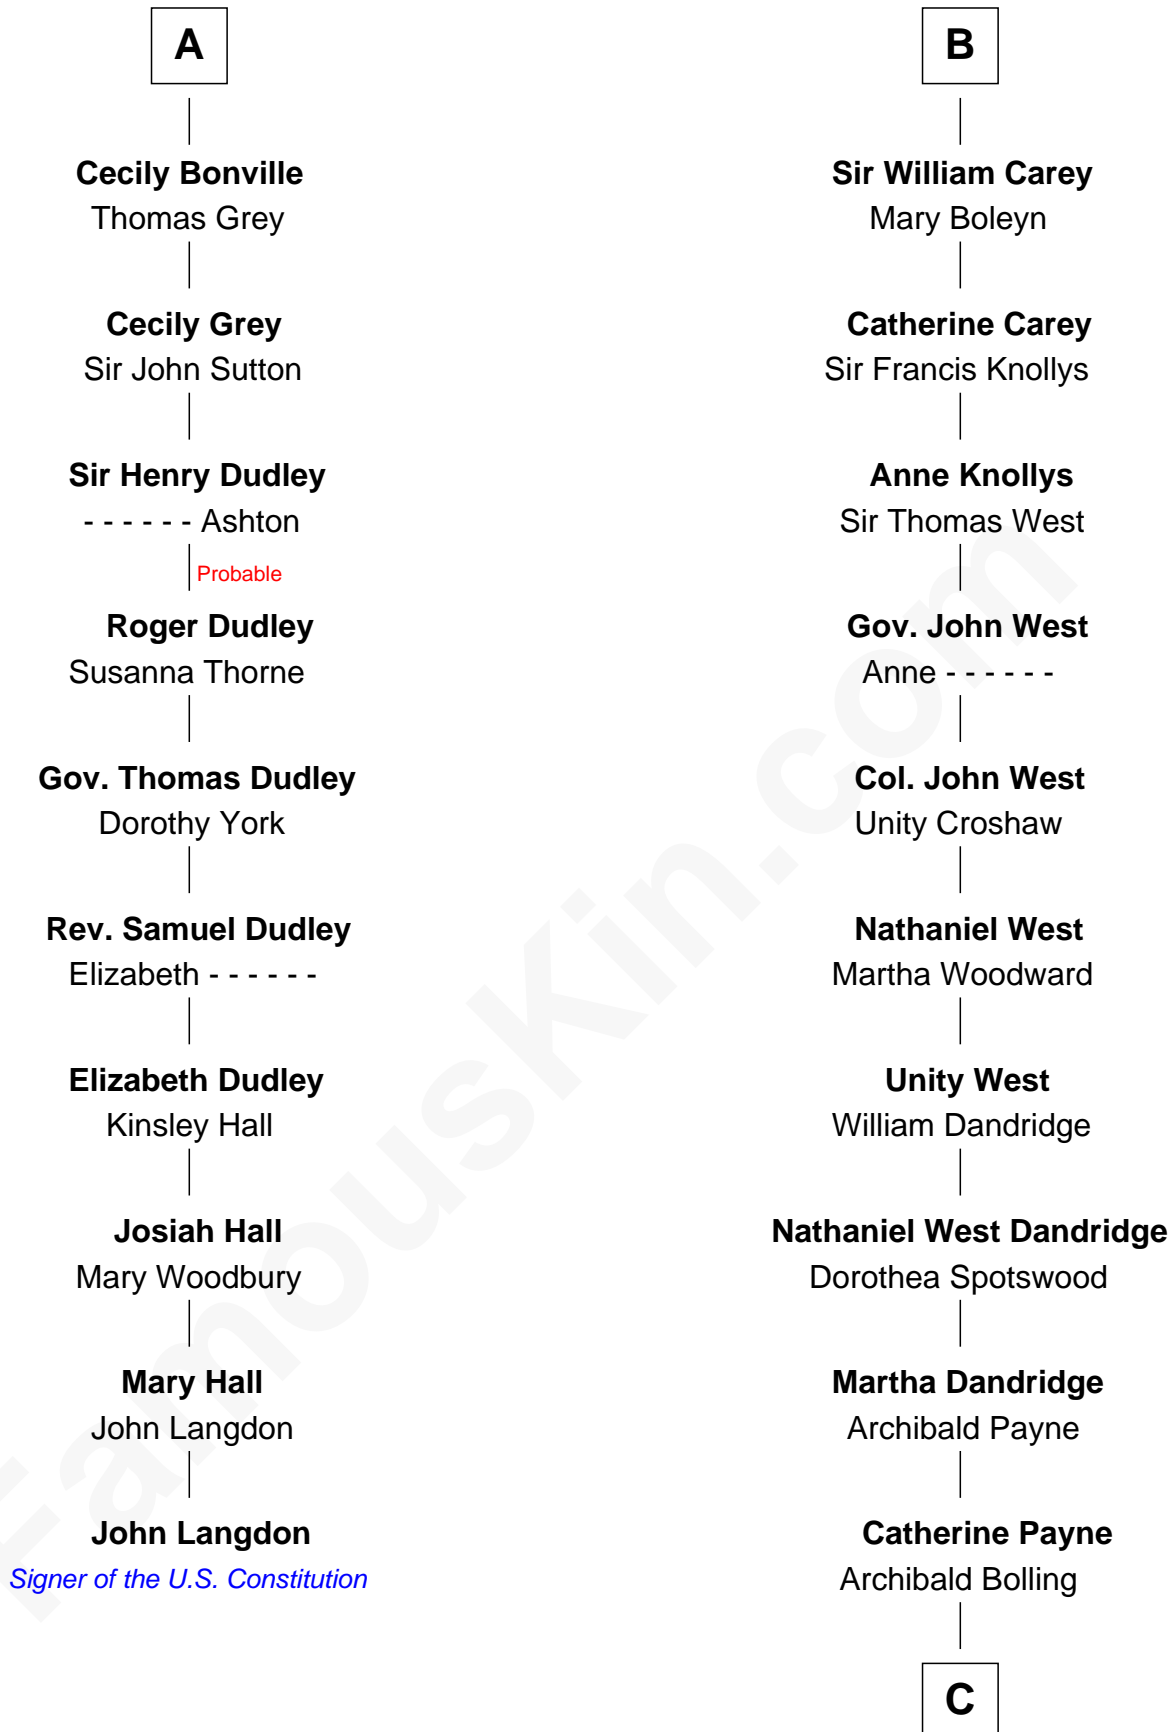 A
Cecily Bonville
Thomas Grey
Cecily Grey
Sir John Sutton
Sir Henry Dudley
- - - - - - Ashton
Probable
Roger Dudley
Susanna Thorne
Gov. Thomas Dudley
Dorothy York
Rev. Samuel Dudley
Elizabeth - - - - - -
Elizabeth Dudley
Kinsley Hall
Josiah Hall
Mary Woodbury
Mary Hall
John Langdon
John Langdon
Signer of the U.S. Constitution
B
Sir William Carey
Mary Boleyn
Catherine Carey
Sir Francis Knollys
Anne Knollys
Sir Thomas West
Gov. John West
Anne - - - - - -
Col. John West
Unity Croshaw
Nathaniel West
Martha Woodward
Unity West
William Dandridge
Nathaniel West Dandridge
Dorothea Spotswood
Martha Dandridge
Archibald Payne
Catherine Payne
Archibald Bolling
C
FamousKin.com